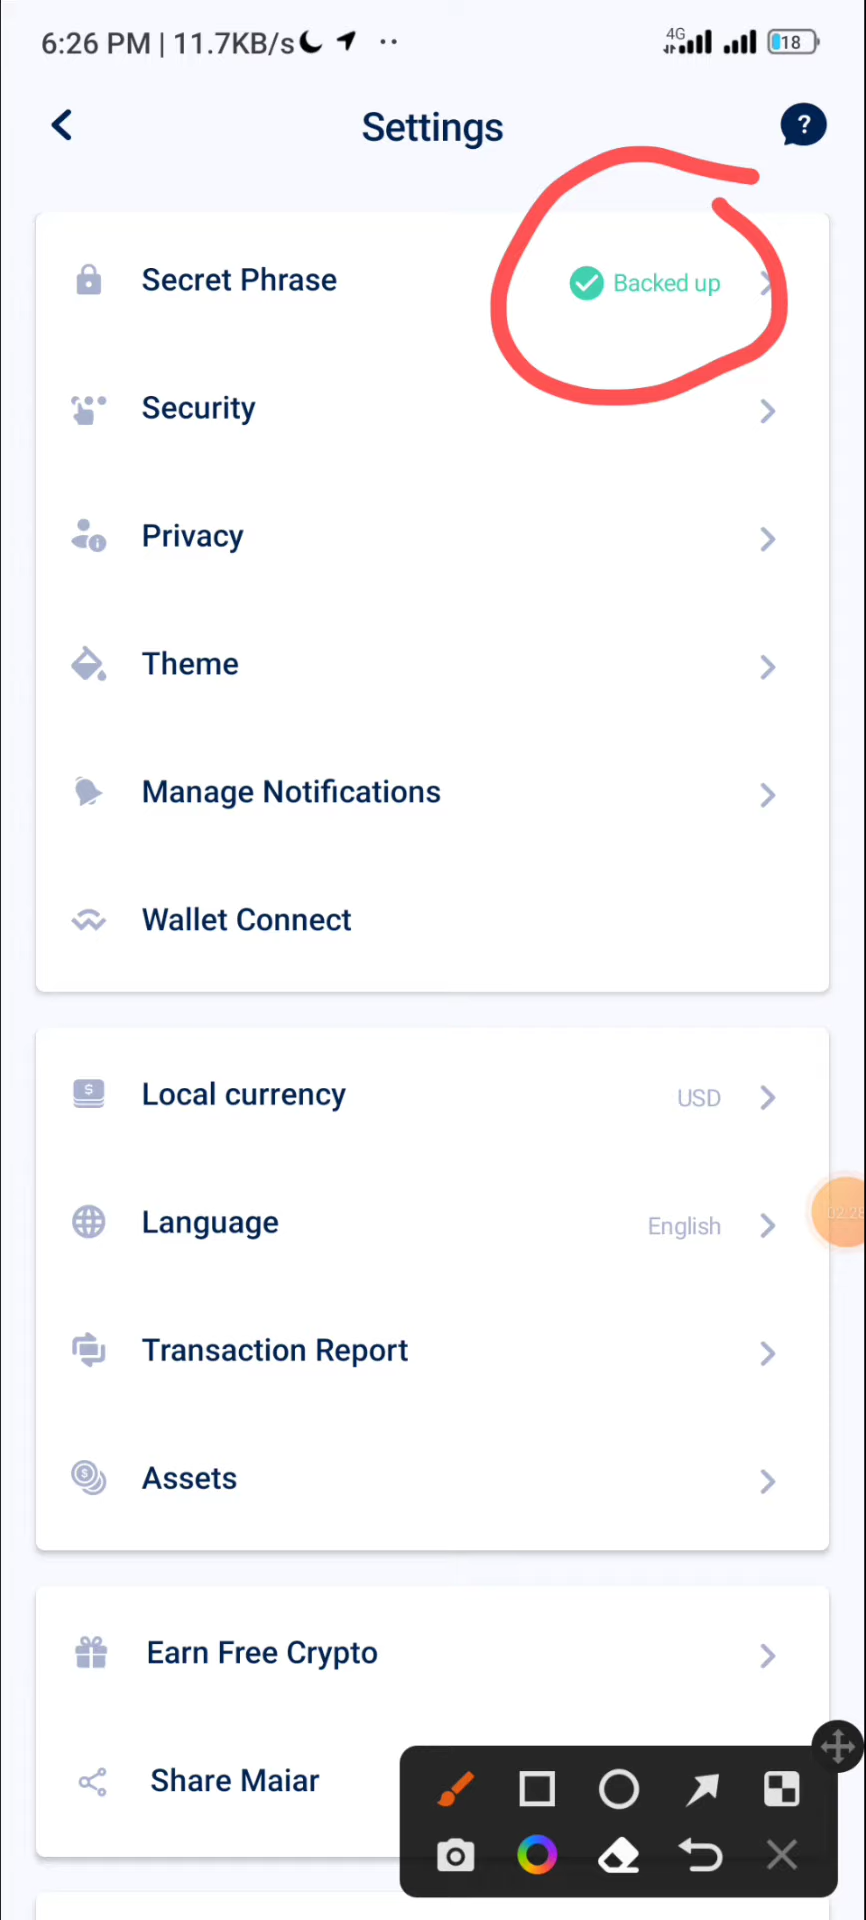 6:26 PM | 11.7KB/s 4G 18
Settings ?
Secret Phrase Backed up
Security
Privacy
Theme
Manage Notifications
Wallet Connect
Local currency USD
Language English
Transaction Report
Assets
Earn Free Crypto
Share Maiar